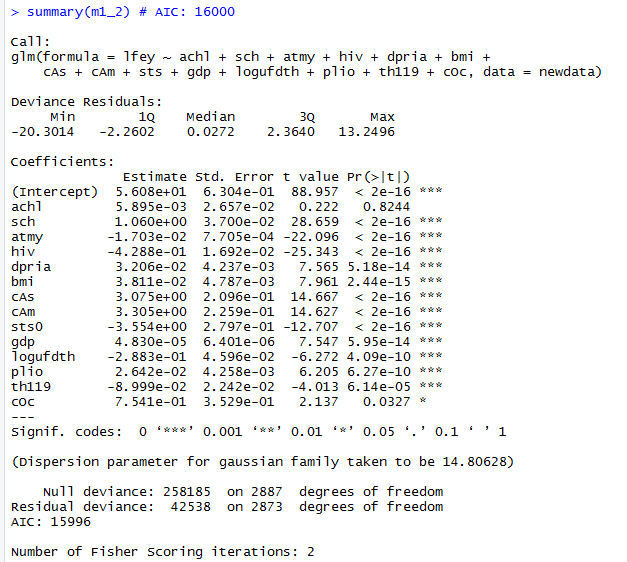 > summary(m1_2) # AIC: 16000
Call:
glm(formula = lfey ~ achl + sch + atmy + hiv + dpria + bmi +
    cAs + cAm + sts + gdp + logufdth + plio + th119 + cOc, data = newdata)
Deviance Residuals:
     Min       1Q   Median       3Q      Max
-20.3014  -2.2602   0.0272   2.3640  13.2496
Coefficients:
              Estimate Std. Error t value Pr(>|t|)
(Intercept)  5.608e+01  6.304e-01  88.957  < 2e-16 ***
achl         5.895e-03  2.657e-02   0.222   0.8244
sch          1.060e+00  3.700e-02  28.659  < 2e-16 ***
atmy        -1.703e-02  7.705e-04 -22.096  < 2e-16 ***
hiv         -4.288e-01  1.692e-02 -25.343  < 2e-16 ***
dpria        3.206e-02  4.237e-03   7.565 5.18e-14 ***
bmi          3.811e-02  4.787e-03   7.961 2.44e-15 ***
cAs          3.075e+00  2.096e-01  14.667  < 2e-16 ***
cAm          3.305e+00  2.259e-01  14.627  < 2e-16 ***
sts0        -3.554e+00  2.797e-01 -12.707  < 2e-16 ***
gdp          4.830e-05  6.401e-06   7.547 5.95e-14 ***
logufdth    -2.883e-01  4.596e-02  -6.272 4.09e-10 ***
plio         2.642e-02  4.258e-03   6.205 6.27e-10 ***
th119       -8.999e-02  2.242e-02  -4.013 6.14e-05 ***
cOc          7.541e-01  3.529e-01   2.137   0.0327 *
---
Signif. codes:  0 ‘***’ 0.001 ‘**’ 0.01 ‘*’ 0.05 ‘.’ 0.1 ‘ ’ 1
(Dispersion parameter for gaussian family taken to be 14.80628)
    Null deviance: 258185  on 2887  degrees of freedom
Residual deviance:  42538  on 2873  degrees of freedom
AIC: 15996
Number of Fisher Scoring iterations: 2